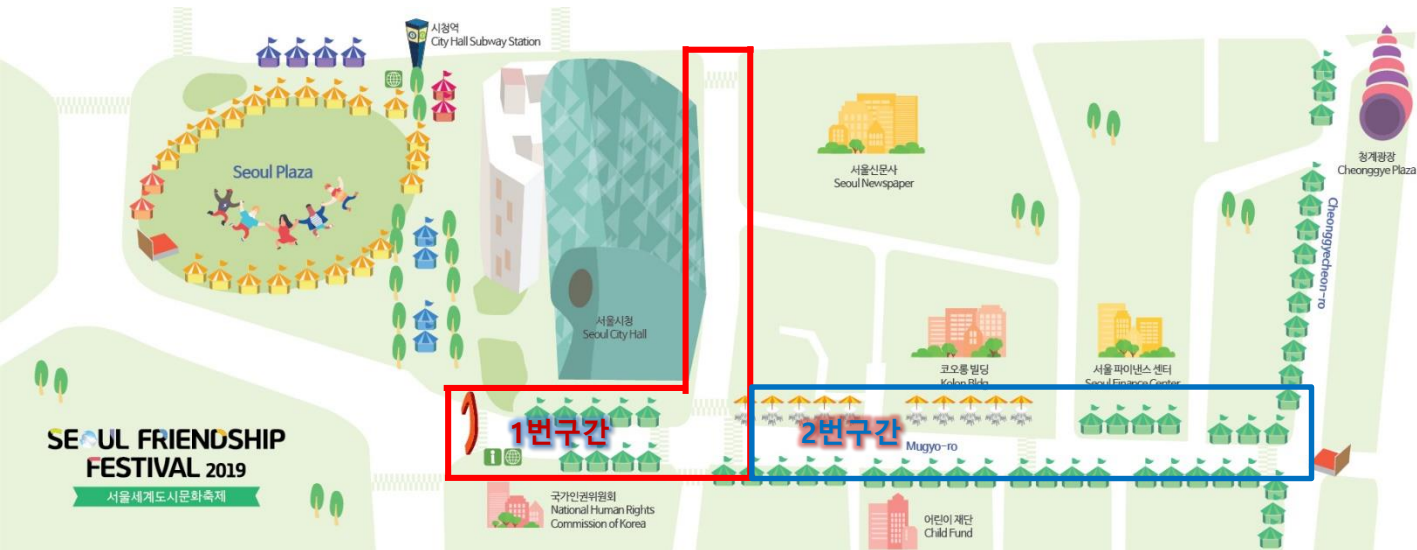 시청역
City Hall Subway Station
Seoul Plaza
서울신문사
Seoul Newspaper
청계광장
Cheonggye Plaza
Cheonggyecheon-ro
서울시청
Seoul City Hall
코오롱 빌딩
Kolon Bldg
서울 파이낸스 센터
Seoul Finance Center
1번구간
2번구간
Mugyo-ro
SEOUL FRIENDSHIP
FESTIVAL 2019
서울세계도시문화축제
국가인권위원회
National Human Rights
Commission of Korea
어린이 재단
Child Fund